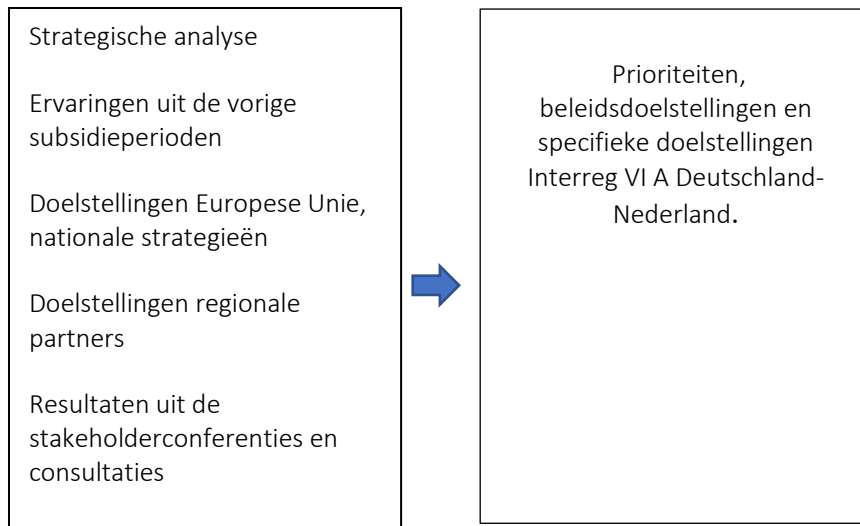 Strategische analyse
Ervaringen uit de vorige
subsidieperioden
Doelstellingen Europese Unie,
nationale strategieën
Doelstellingen regionale
partners
Resultaten uit de
stakeholderconferenties en
consultaties
Prioriteiten,
beleidsdoelstellingen en
specifieke doelstellingen
Interreg VI A Deutschland-
Nederland.